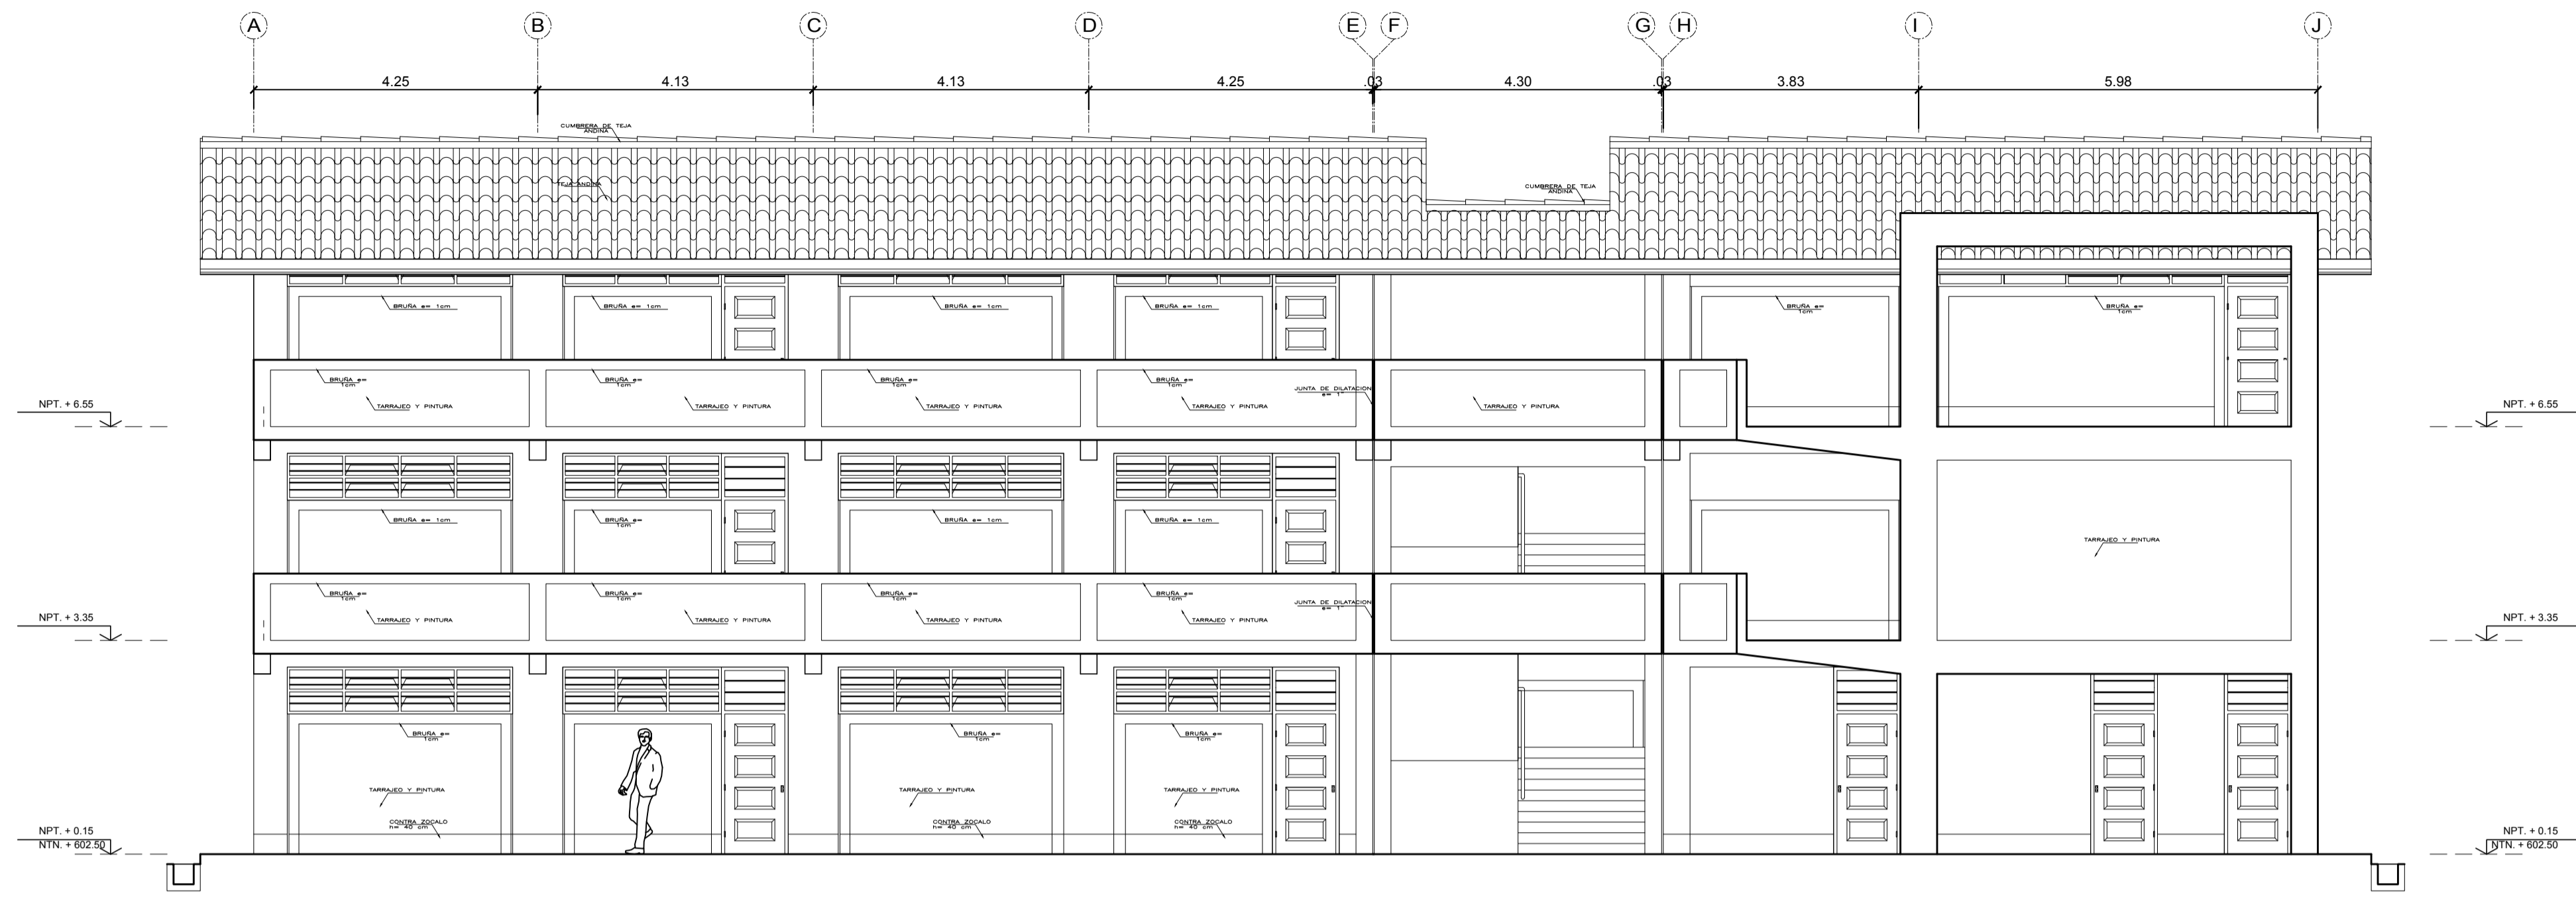 A B C D E F G H I J
4.25 4.13 4.13 4.25 .03 4.30 .03 3.83 5.98
CUMBRERA DE TEJA
ANDINA
TEJA ANDINA
CUMBRERA DE TEJA
ANDINA
BRUÑA e= 1cm
BRUÑA e= 1cm
BRUÑA e= 1cm
BRUÑA e= 1cm
BRUÑA e=
1cm
BRUÑA e=
1cm
BRUÑA e=
1cm
BRUÑA e=
1cm
BRUÑA e=
1cm
BRUÑA e=
1cm
JUNTA DE DILATACION
e= 1"
NPT. + 6.55
TARRAJEO Y PINTURA
TARRAJEO Y PINTURA
TARRAJEO Y PINTURA
TARRAJEO Y PINTURA
TARRAJEO Y PINTURA
NPT. + 6.55
BRUÑA e= 1cm
BRUÑA e=
1cm
BRUÑA e= 1cm
BRUÑA e= 1cm
TARRAJEO Y PINTURA
BRUÑA e=
1cm
BRUÑA e=
1cm
BRUÑA e=
1cm
BRUÑA e=
1cm
JUNTA DE DILATACION
e= 1"
NPT. + 3.35
TARRAJEO Y PINTURA
TARRAJEO Y PINTURA
TARRAJEO Y PINTURA
TARRAJEO Y PINTURA
NPT. + 3.35
BRUÑA e=
1cm
BRUÑA e=
1cm
BRUÑA e=
1cm
TARRAJEO Y PINTURA
TARRAJEO Y PINTURA
TARRAJEO Y PINTURA
CONTRA ZOCALO
h= 40 cm
CONTRA ZOCALO
h= 40 cm
CONTRA ZOCALO
h= 40 cm
NPT. + 0.15
NTN. + 602.50
NPT. + 0.15
NTN. + 602.50